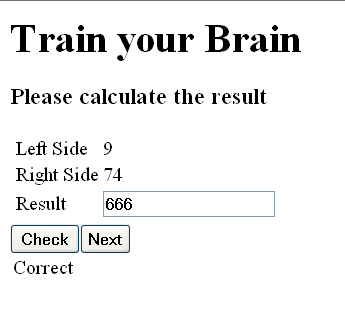 Train your Brain
Please calculate the result
Left Side 9
Right Side 74
Result 666
Check Next
Correct